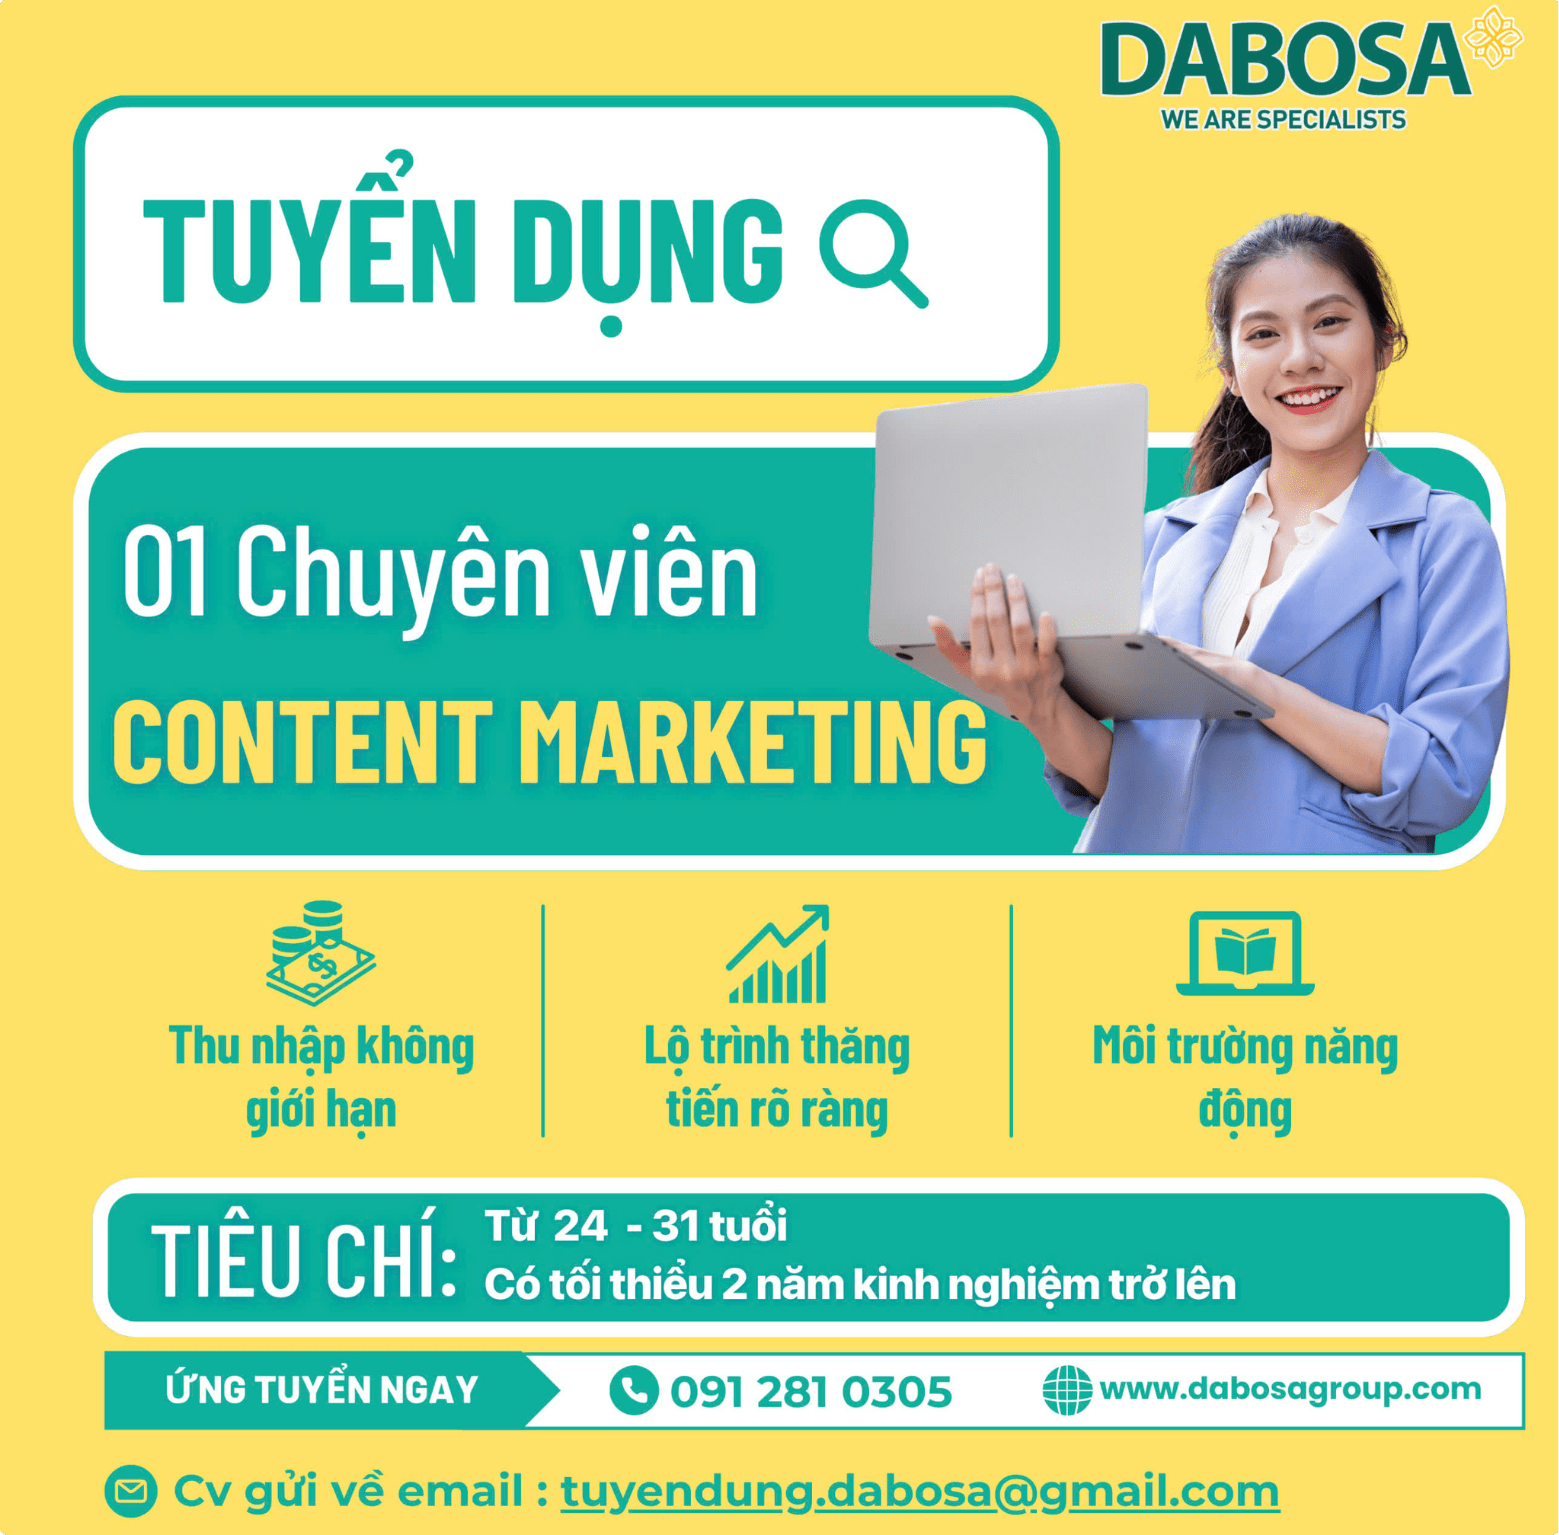 DABOSA
WE ARE SPECIALISTS
TUYỂN DỤNG
01 Chuyên viên
CONTENT MARKETING
Thu nhập không
giới hạn
Lộ trình thăng
tiến rõ ràng
Môi trường năng
động
TIÊU CHÍ:
Từ 24 - 31 tuổi
Có tối thiểu 2 năm kinh nghiệm trở lên
ỨNG TUYỂN NGAY
091 281 0305
www.dabosagroup.com
Cv gửi về email : tuyendung.dabosa@gmail.com